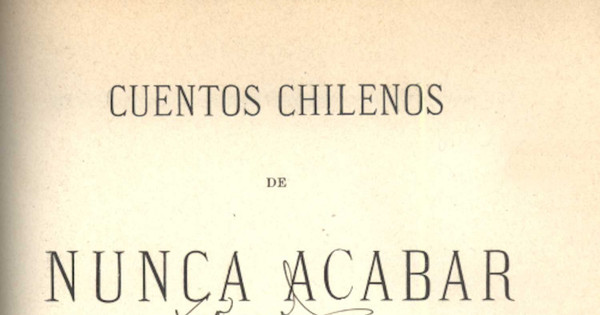 CUENTOS CHILENOS
DE
NUNCA ACABAR